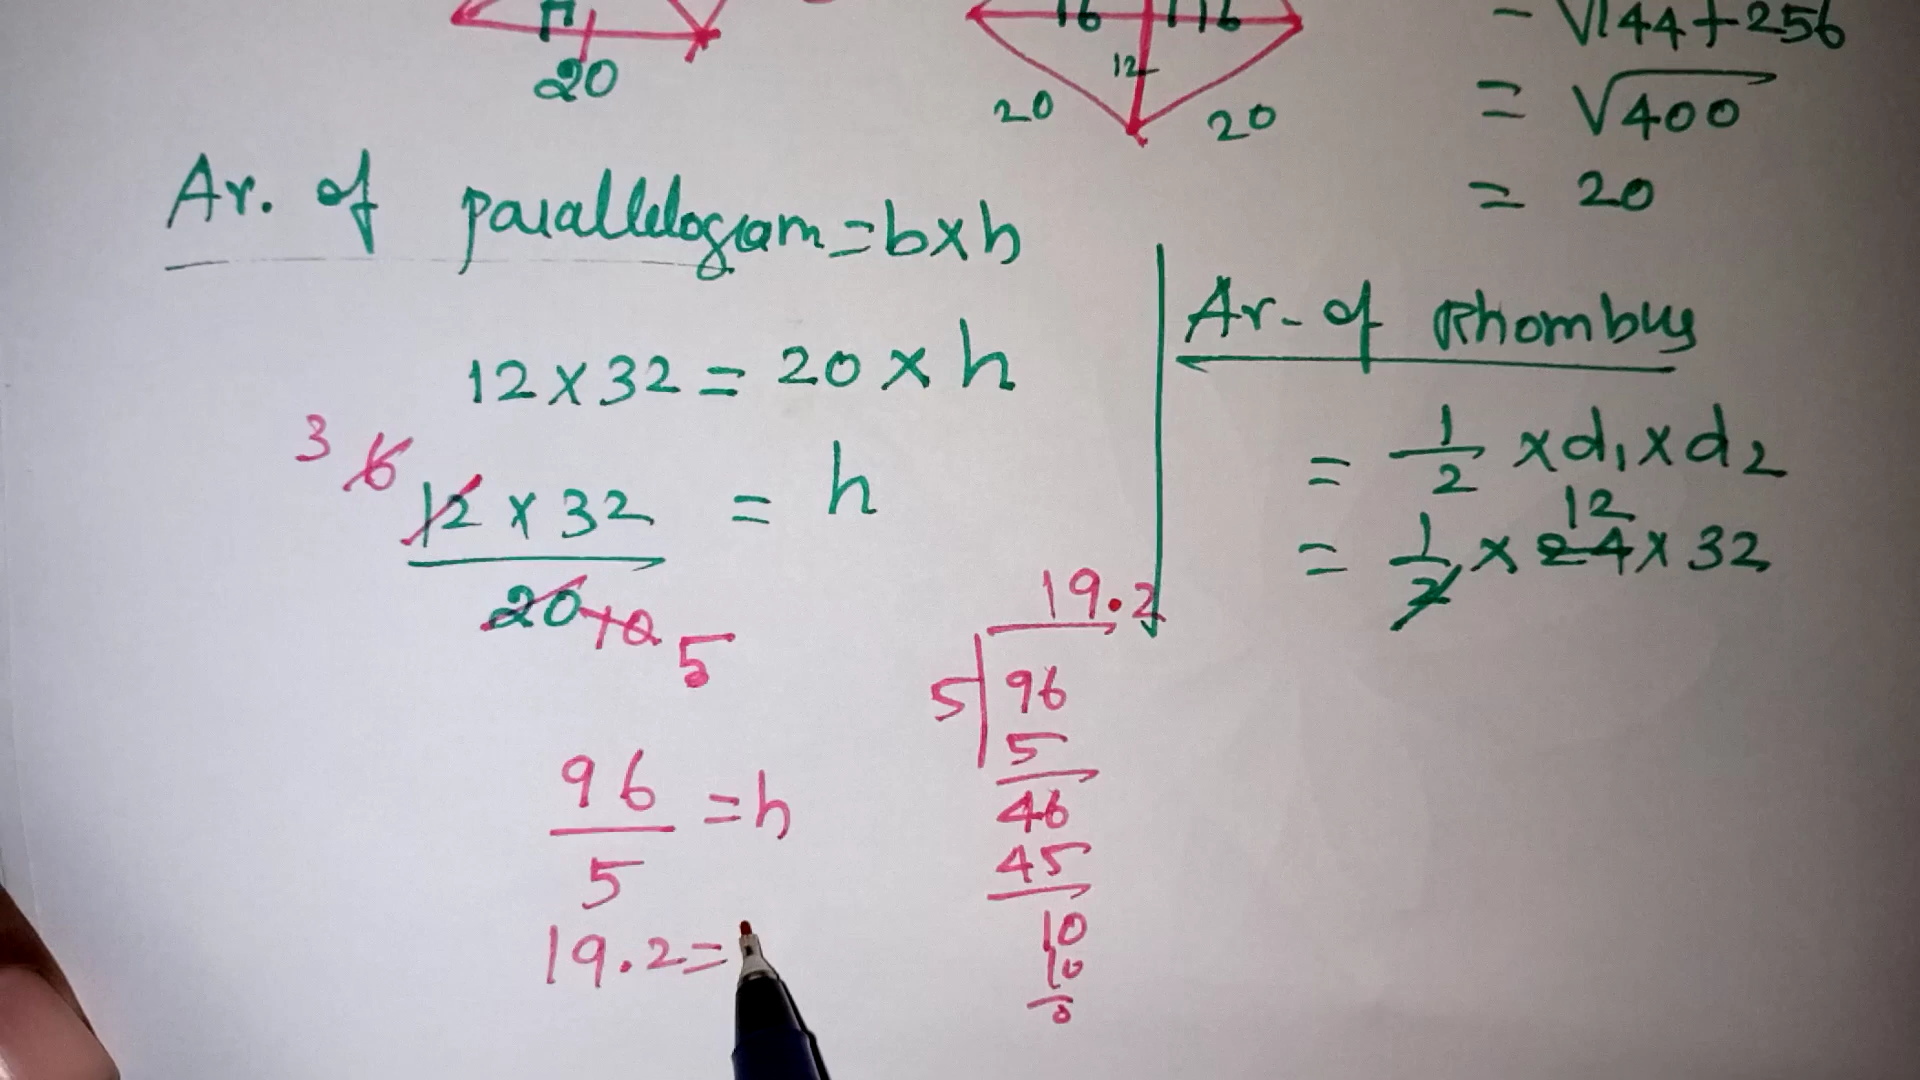 20
16 16
12
20 20
- √144+256
= √400
= 20
Ar. of parallelogram = b×h
12 × 32 = 20 × h
3 6
12 × 32 = h
20 10 5
96 = h
5
19.2 =
19.2
5 96
5
46
45
10
10
0
Ar. of Rhombus
= 1/2 × d1 × d2
12
= 1/2 × 24 × 32